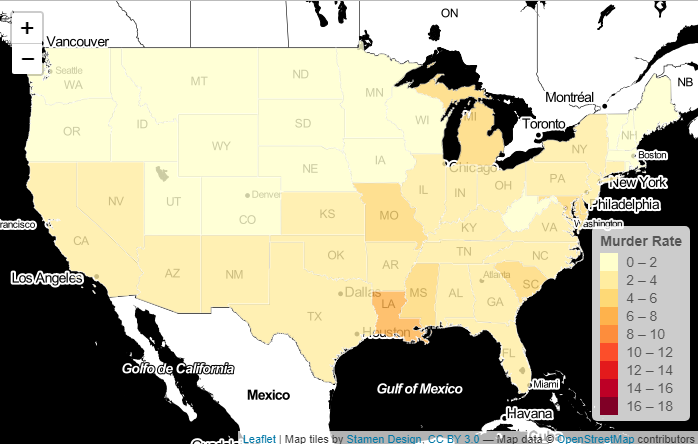 ON
+
−
Vancouver
Seattle
WA
MT
ND
MN
Montréal
NB
OR
ID
SD
WI
MI
Toronto
NH
WY
NY
Boston
NE
IA
Chicago
PA
New York
Denver
UT
CO
IL
IN
OH
Philadelphia
rancisco
NV
KS
MO
KY
VA
Washington
CA
Los Angeles
AZ
NM
OK
AR
TN
NC
Atlanta
SC
Dallas
LA
MS
AL
GA
TX
Houston
FL
Golfo de California
Mexico
Gulf of Mexico
Miami
Havana
Murder Rate
0 – 2
2 – 4
4 – 6
6 – 8
8 – 10
10 – 12
12 – 14
14 – 16
16 – 18
Leaflet | Map tiles by Stamen Design, CC BY 3.0 — Map data © OpenStreetMap contributors